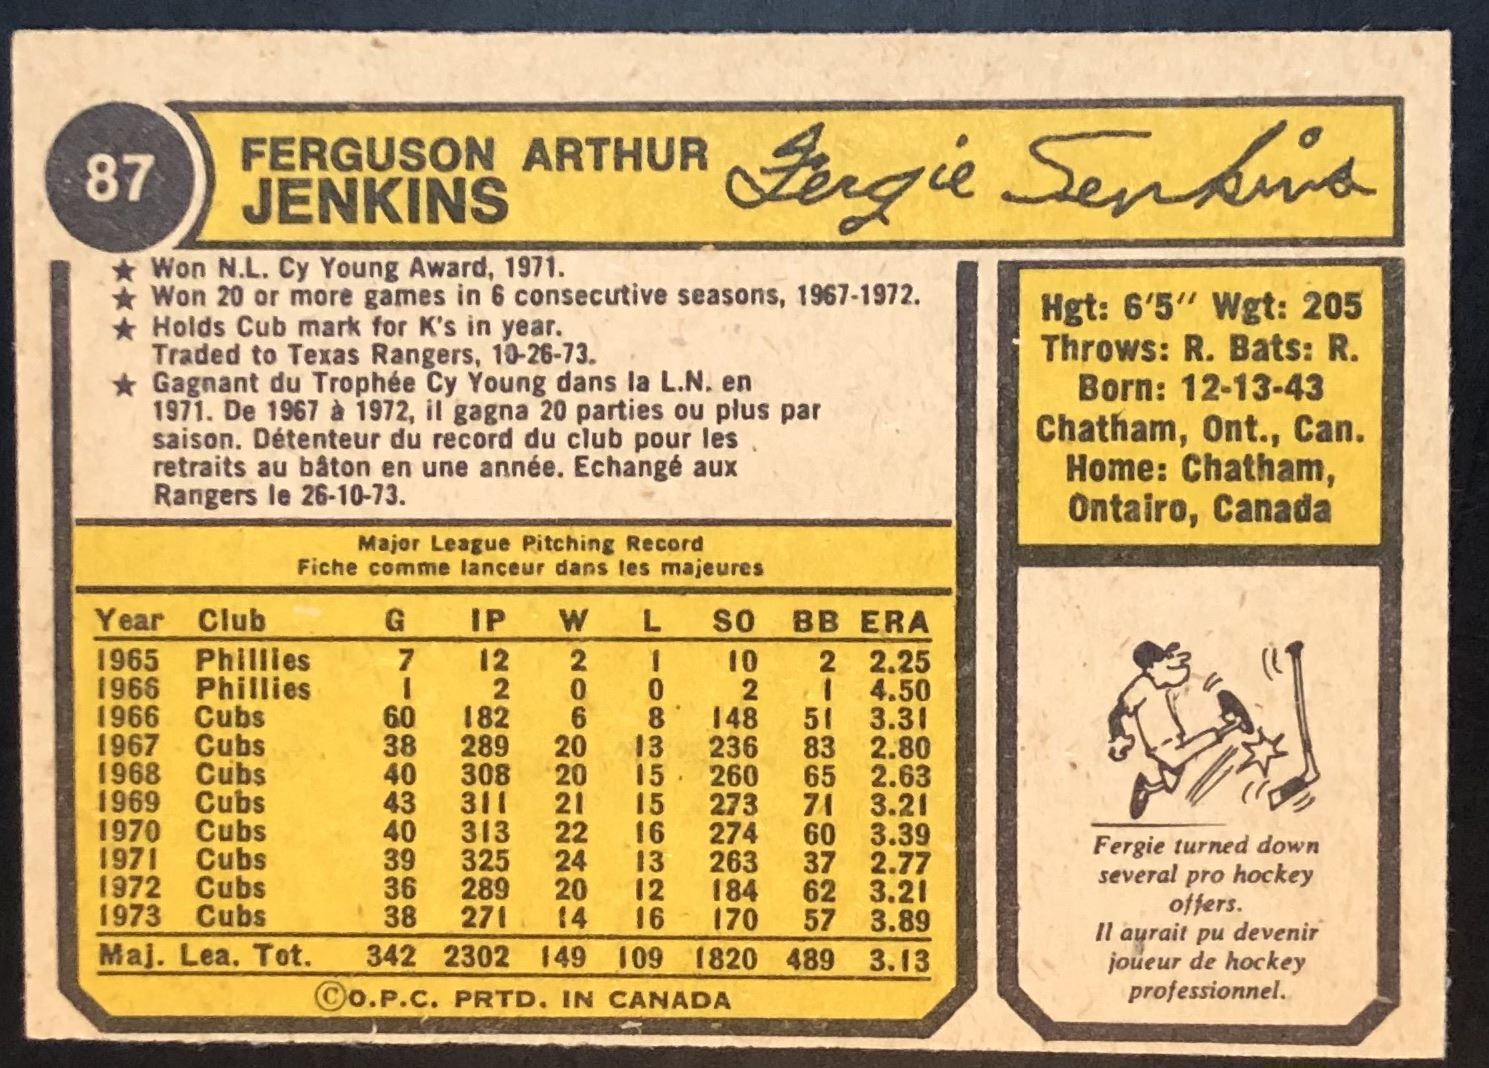 87
FERGUSON ARTHUR
JENKINS
Fergie Jenkins
★ Won N.L. Cy Young Award, 1971.
★ Won 20 or more games in 6 consecutive seasons, 1967-1972.
★ Holds Cub mark for K's in year.
Traded to Texas Rangers, 10-26-73.
★ Gagnant du Trophée Cy Young dans la L.N. en
1971. De 1967 à 1972, il gagna 20 parties ou plus par
saison. Détenteur du record du club pour les
retraits au bâton en une année. Echangé aux
Rangers le 26-10-73.
Hgt: 6'5" Wgt: 205
Throws: R. Bats: R.
Born: 12-13-43
Chatham, Ont., Can.
Home: Chatham,
Ontairo, Canada
Major League Pitching Record
Fiche comme lanceur dans les majeures
Year Club G IP W L SO BB ERA
1965 Phillies 7 12 2 1 10 2 2.25
1966 Phillies 1 2 0 0 2 1 4.50
1966 Cubs 60 182 6 8 148 51 3.31
1967 Cubs 38 289 20 13 236 83 2.80
1968 Cubs 40 308 20 15 260 65 2.63
1969 Cubs 43 311 21 15 273 71 3.21
1970 Cubs 40 313 22 16 274 60 3.39
1971 Cubs 39 325 24 13 263 37 2.77
1972 Cubs 36 289 20 12 184 62 3.21
1973 Cubs 38 271 14 16 170 57 3.89
Maj. Lea. Tot. 342 2302 149 109 1820 489 3.13
©O.P.C. PRTD. IN CANADA
Fergie turned down
several pro hockey
offers.
Il aurait pu devenir
joueur de hockey
professionnel.